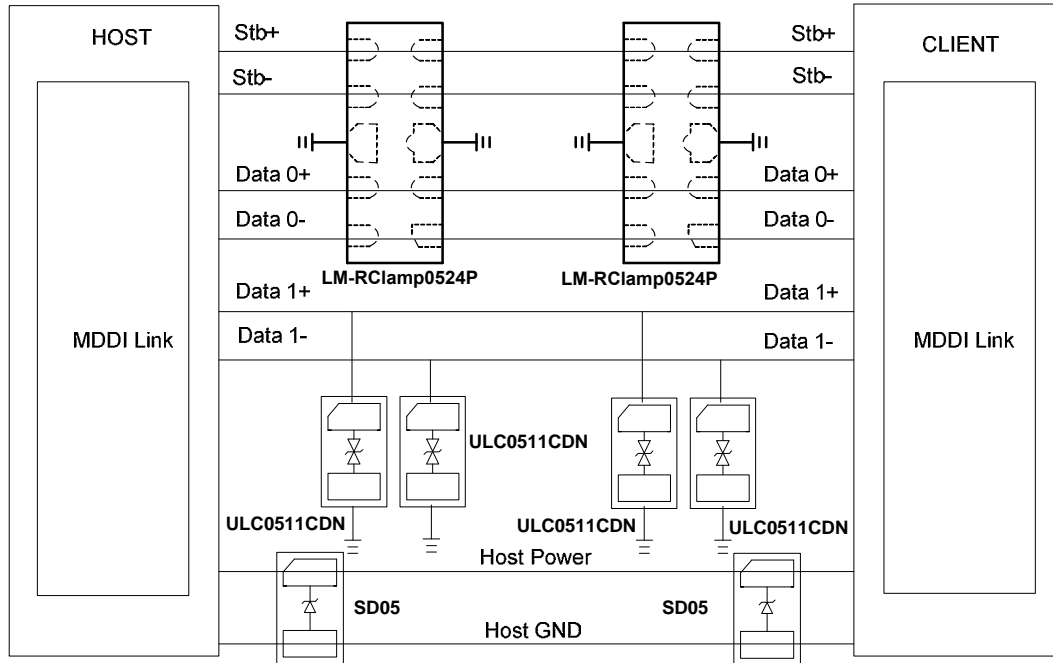 HOST
CLIENT
Stb+
Stb+
Stb-
Stb-
Data 0+
Data 0+
Data 0-
Data 0-
LM-RClamp0524P
LM-RClamp0524P
Data 1+
Data 1+
MDDI Link
Data 1-
Data 1-
MDDI Link
ULC0511CDN
ULC0511CDN
ULC0511CDN
ULC0511CDN
Host Power
SD05
SD05
Host GND